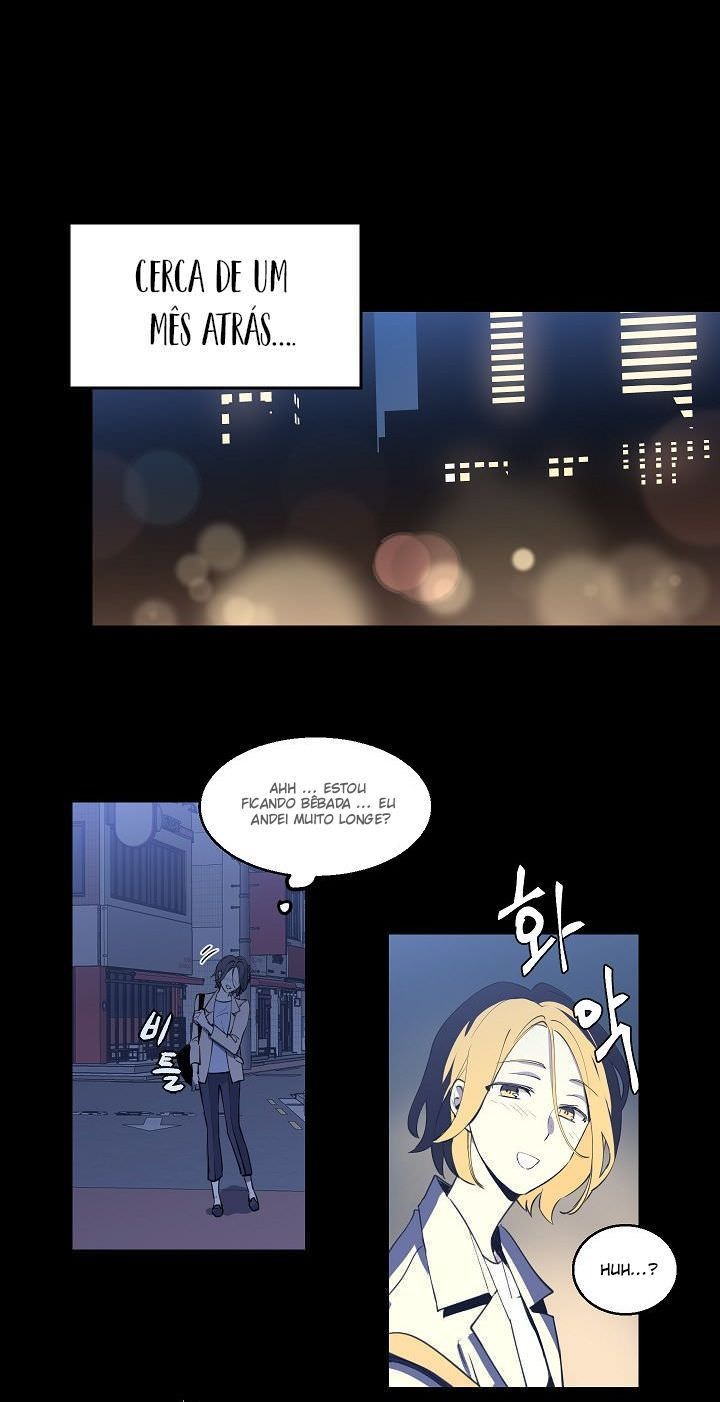 CERCA DE UM
MÊS ATRÁS....
AHH ... ESTOU
FICANDO BÊBADA ... EU
ANDEI MUITO LONGE?
비
틀
화
악
HUH...?